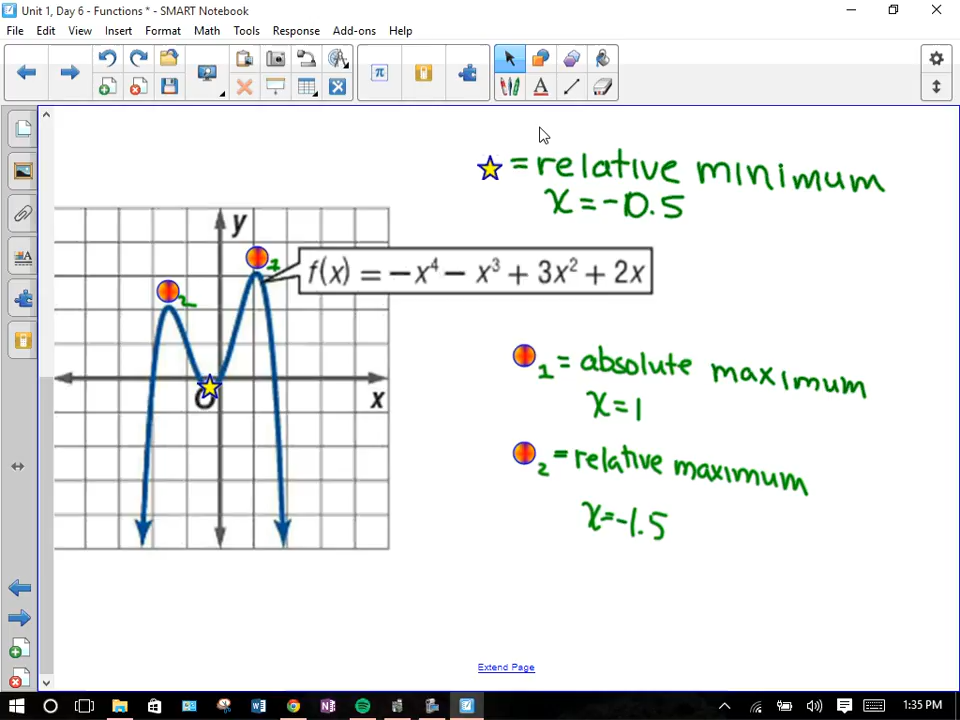 Unit 1, Day 6 - Functions * - SMART Notebook
File Edit View Insert Format Math Tools Response Add-ons Help
= relative minimum
x = -0.5
y
1
f(x) = −x⁴ − x³ + 3x² + 2x
2
O
x
1 = absolute maximum
x = 1
2 = relative maximum
x = -1.5
Extend Page
1:35 PM